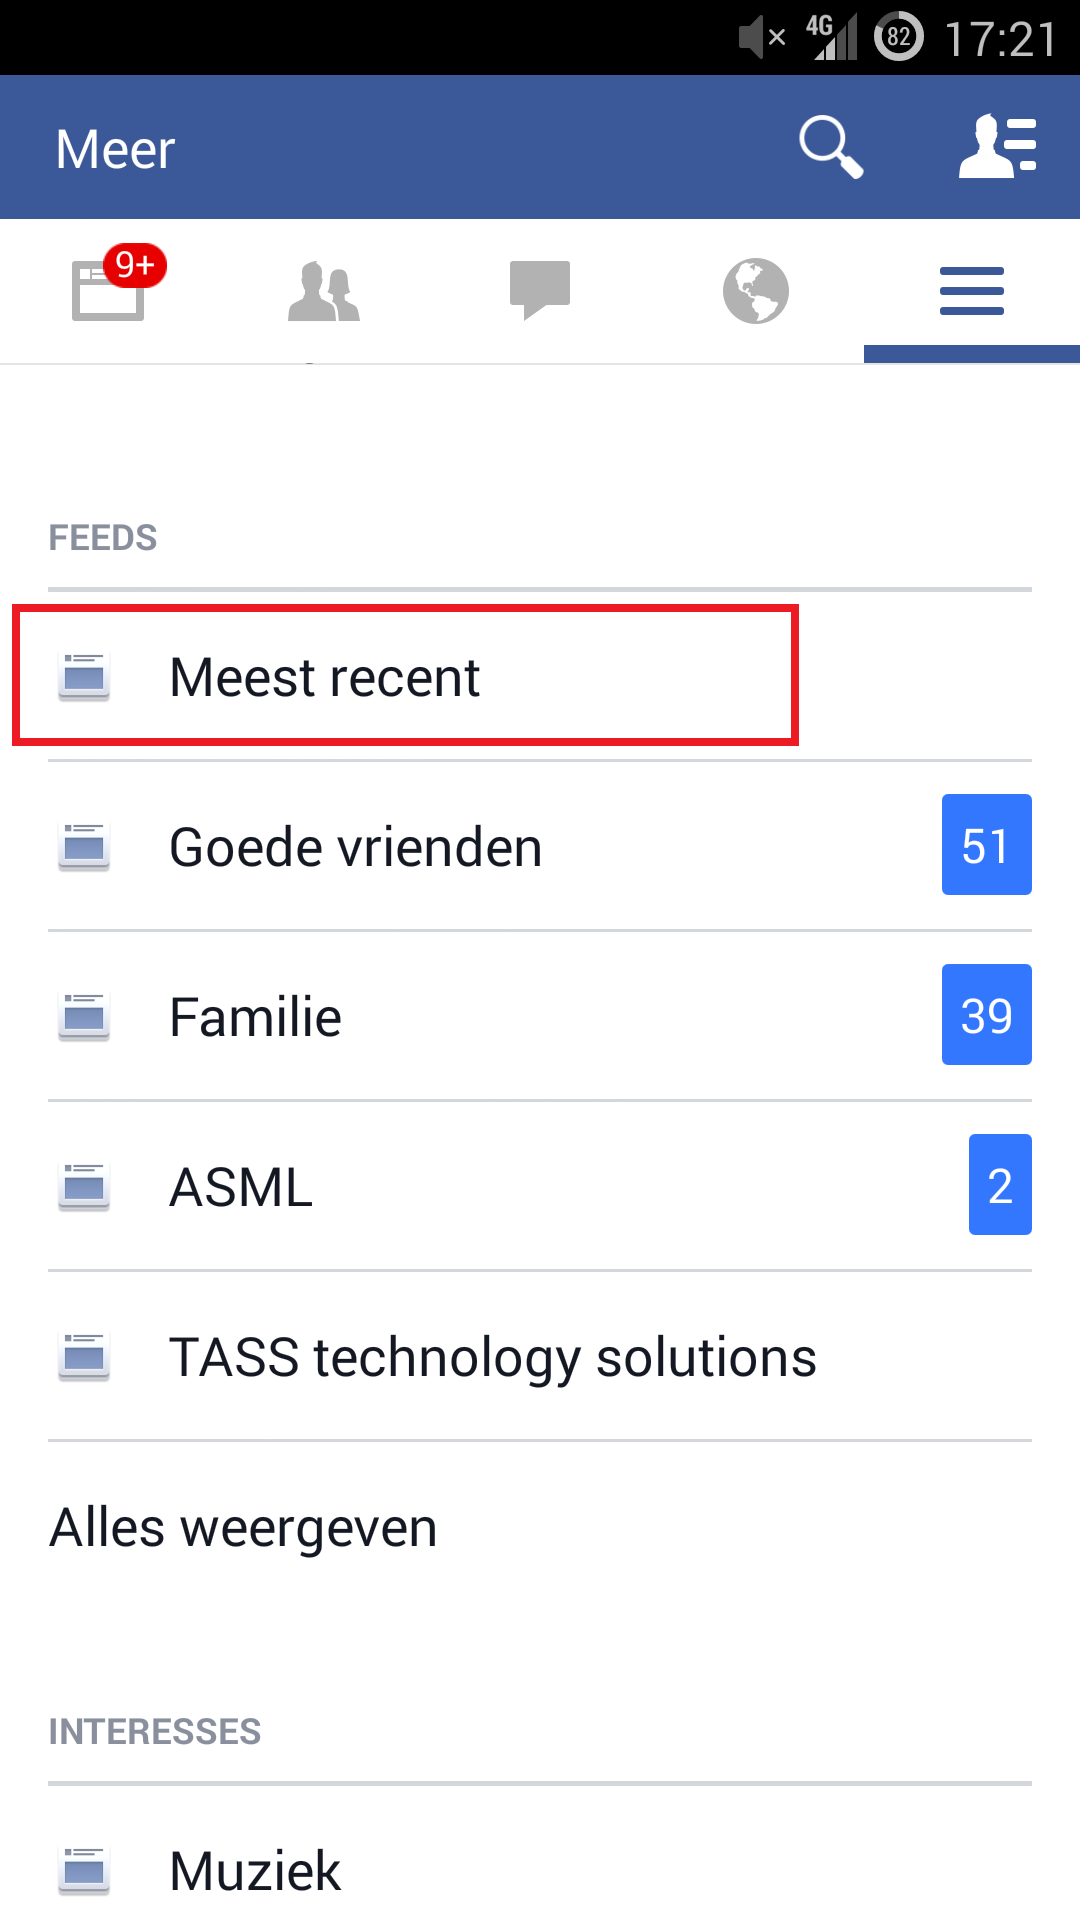 4G 82 17:21
Meer
9+
FEEDS
Meest recent
Goede vrienden 51
Familie 39
ASML 2
TASS technology solutions
Alles weergeven
INTERESSES
Muziek